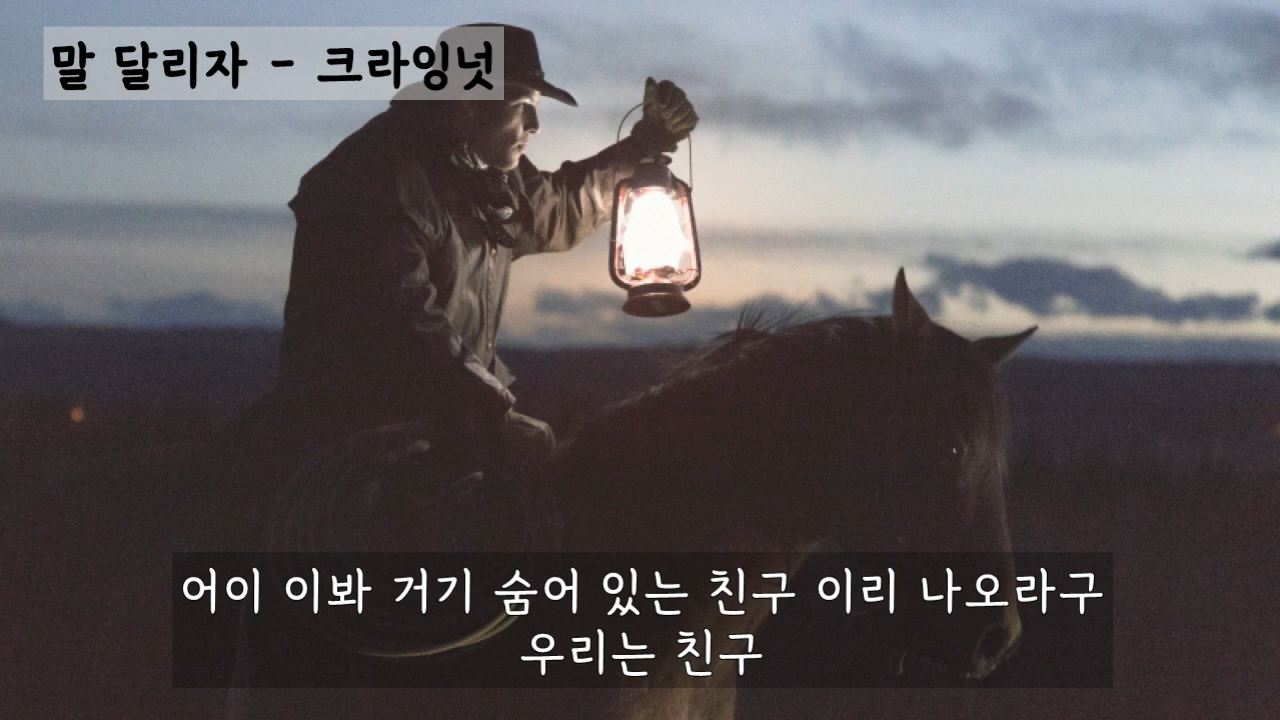 말 달리자 - 크라잉넛
어이 이봐 거기 숨어 있는 친구 이리 나오라구
우리는 친구